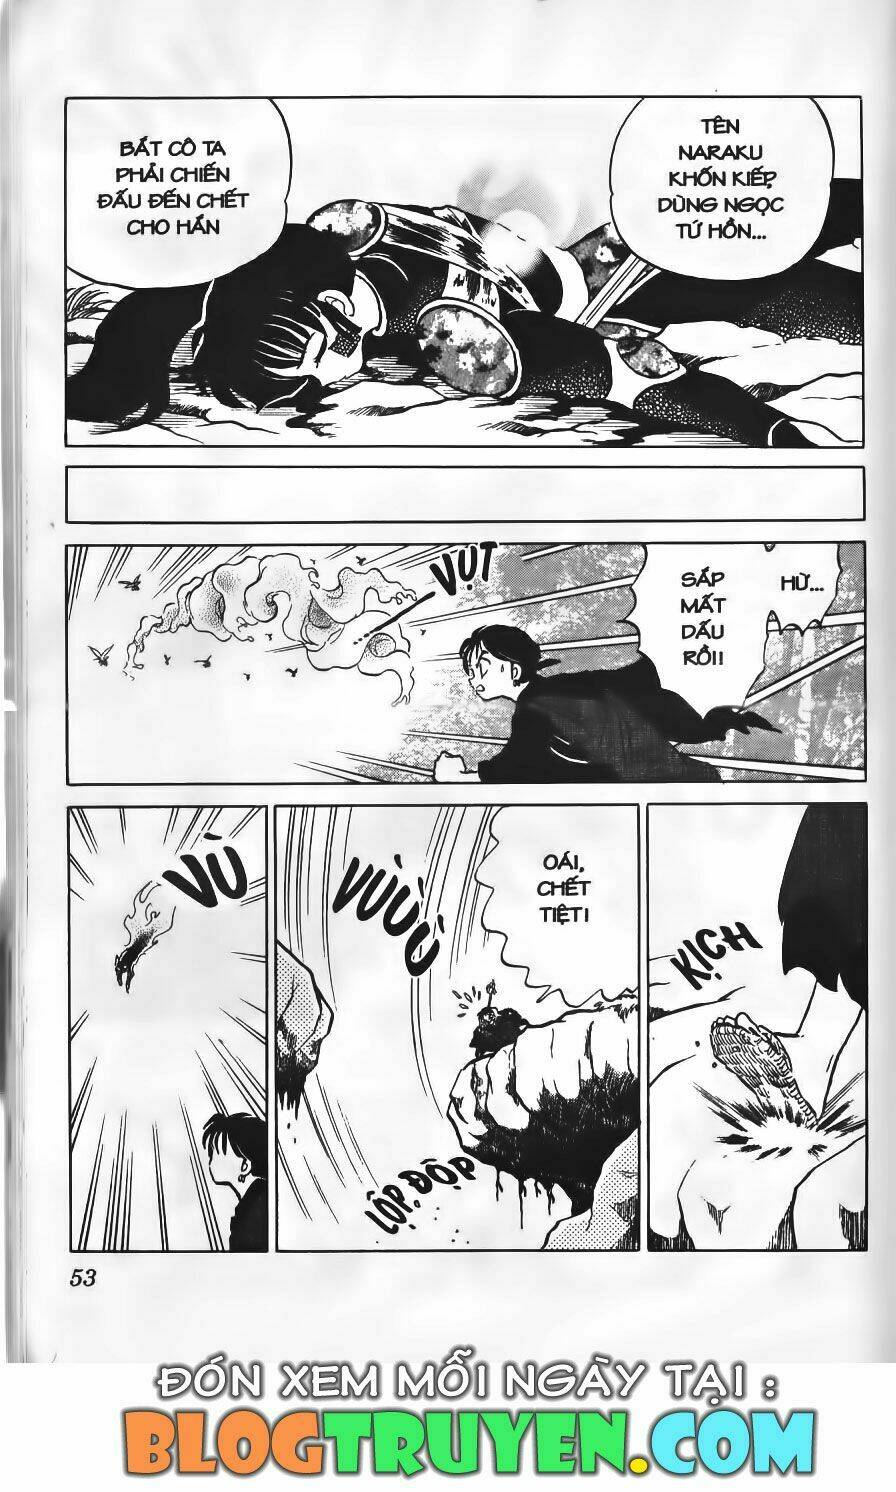 TÊN
NARAKU
KHỐN KIẾP,
DÙNG NGỌC
TỨ HỒN...
BẮT CÔ TA
PHẢI CHIẾN
ĐẤU ĐẾN CHẾT
CHO HẮN
HỪ...
SẮP
MẤT
DẤU
RỒI!
VỤT
KỊCH
OÁI,
CHẾT
TIỆT!
VÙÙÙ
LỘP, ĐỘP
VÙ
53
ĐÓN XEM MỖI NGÀY TẠI :
BLOGTRUYEN.COM